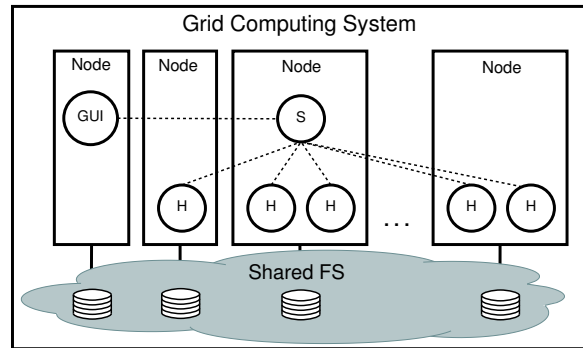 Grid Computing System
Node
Node
Node
Node
GUI
S
H
H
H
...
H
H
Shared FS